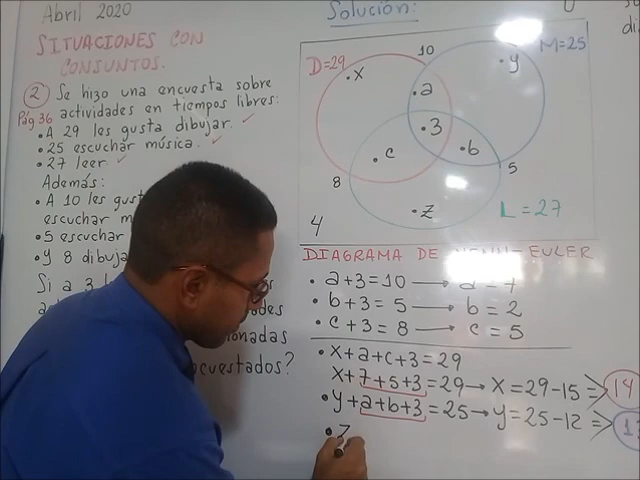 Abril 2020
SITUACIONES CON
CONJUNTOS.
2 Se hizo una encuesta sobre
Pág 36 actividades en tiempos libres:
• A 29 les gusta dibujar. ✓
• 25 escuchar música. ✓
• 27 leer. ✓
Además:
• A 10 les
escuchar
• 5 escuchar
• y 8
Si a 3
Solución:
D=29
10
M=25
• x
• y
• a
• 3
• b
• c
8
5
• z
L=27
4
DIAGRAMA DE VENN-EULER
• a+3=10 → a=7
• b+3=5 → b=2
• c+3=8 → c=5
• x+a+c+3=29
x+7+5+3=29 → x=29-15 > 14
• y+a+b+3=25 → y=25-12 >
• z